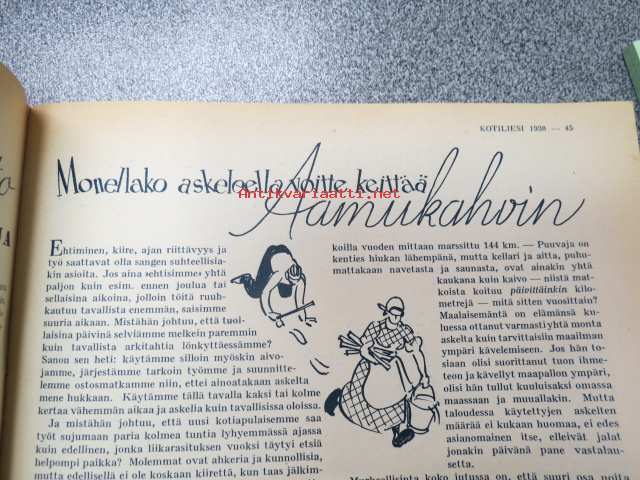 KOTILIESI 1938 — 45
Monellako askeleella voitte keittää
Aamukahvin
Antikvariaatti.net
Ehtiminen, kiire, ajan riittävyys ja
työ saattavat olla sangen suhteellisia-
kin asioita. Jos aina »ehtisimme» yhtä
paljon kuin esim. ennen joulua tai
sellaisina aikoina, jolloin töitä ruuh-
kautuu tavallista enemmän, saisimme
suuria aikaan. Mistähän johtuu, että tuol-
laisina päivinä selviämme melkein paremmin
kuin tavallista arkitahtia lönkyttäessämme?
Sanon sen heti: käytämme silloin myöskin aivo-
jamme, järjestämme tarkoin työmme ja suunnitte-
lemme ostosmatkamme niin, ettei ainoatakaan askelta
mene hukkaan. Käytämme tällä tavalla kaksi tai kolme
kertaa vähemmän aikaa ja askelia kuin tavallisissa oloissa.
Ja mistähän johtuu, että uusi kotiapulaisemme saa
työt sujumaan paria kolmea tuntia lyhyemmässä ajassa
kuin edellinen, jonka liikarasituksen vuoksi täytyi etsiä
helpompi paikka? Molemmat ovat ahkeria ja kunnollisia,
mutta edellisellä ei ole koskaan kiirettä, kun taas jälkim-
koilla vuoden mittaan marssittu 144 km. — Puuvaja on
kenties hiukan lähempänä, mutta kellari ja aitta, puhu-
mattakaan navetasta ja saunasta, ovat ainakin yhtä
kaukana kuin kaivo — niistä mat-
koista koituu päivittäinkin kilo-
metrejä — mitä sitten vuosittain?
Maalaisemäntä on elämänsä ku-
luessa ottanut varmasti yhtä monta
askelta kuin tarvittaisiin maailman
ympäri kävelemiseen. Jos hän to-
siaan olisi suorittanut tuon ihme-
teon ja kävellyt maapallon ympäri,
olisi hän tullut kuuluisaksi omassa
maassaan ja muuallakin. Mutta
taloudessa käytettyjen askelten
määrää ei kukaan huomaa, ei edes
asianomainen itse, elleivät jalat
jonakin päivänä pane vastalau-
setta.
koko jutussa on, että suuri osa noita